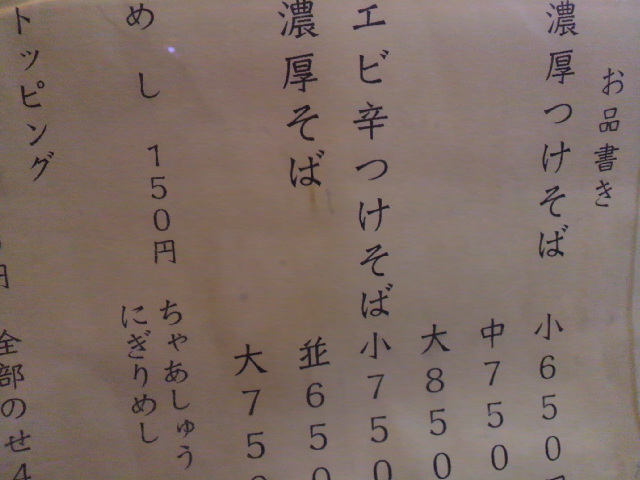 お品書き
濃厚つけそば 小650円
中750
大850
エビ辛つけそば 小750
濃厚そば 並650
大750
めし 150円 ちゃあしゅう
にぎりめし
トッピング
円 全部のせ4